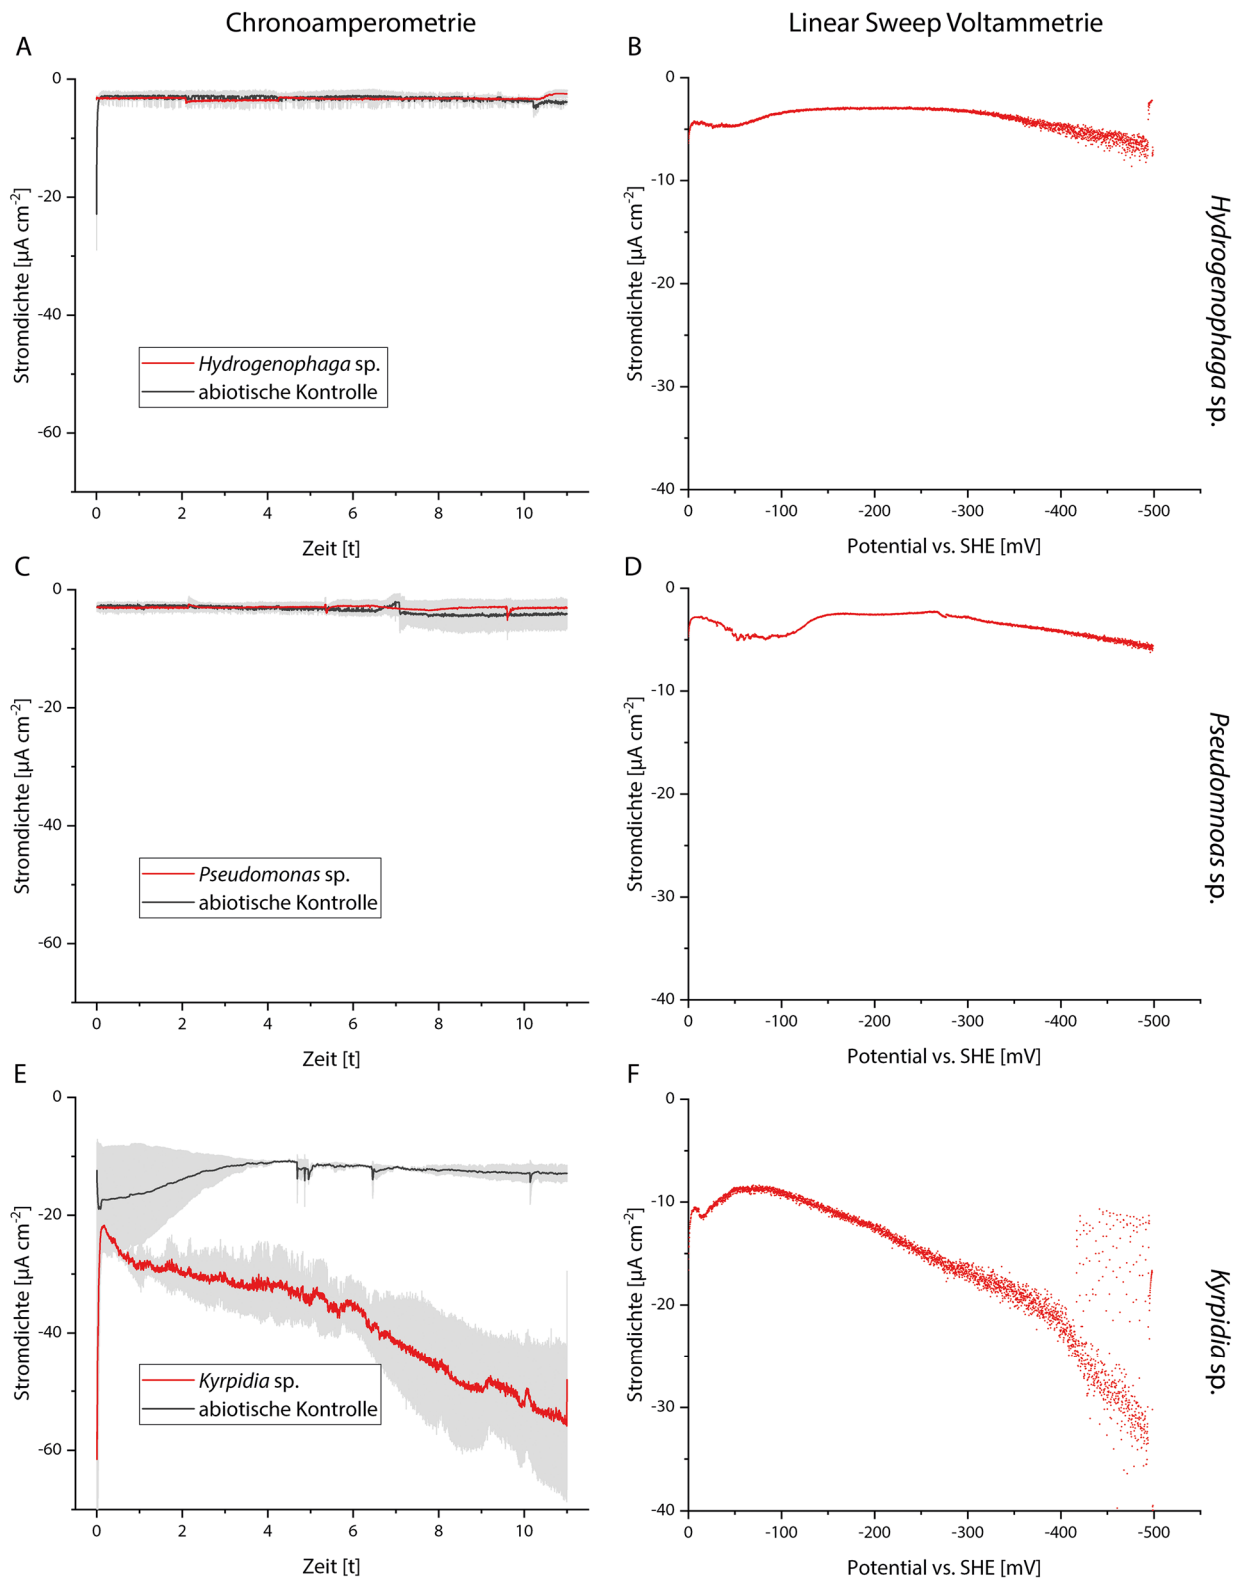 Chronoamperometrie
Linear Sweep Voltammetrie
A
0
-20
-40
-60
Stromdichte [µA cm-2]
Hydrogenophaga sp.
abiotische Kontrolle
0 2 4 6 8 10
Zeit [t]
B
0
-10
-20
-30
-40
Stromdichte [µA cm-2]
0 -100 -200 -300 -400 -500
Potential vs. SHE [mV]
Hydrogenophaga sp.
C
0
-20
-40
-60
Stromdichte [µA cm-2]
Pseudomonas sp.
abiotische Kontrolle
0 2 4 6 8 10
Zeit [t]
D
0
-10
-20
-30
-40
Stromdichte [µA cm-2]
0 -100 -200 -300 -400 -500
Potential vs. SHE [mV]
Pseudomnoas sp.
E
0
-20
-40
-60
Stromdichte [µA cm-2]
Kyrpidia sp.
abiotische Kontrolle
0 2 4 6 8 10
Zeit [t]
F
0
-10
-20
-30
-40
Stromdichte [µA cm-2]
0 -100 -200 -300 -400 -500
Potential vs. SHE [mV]
Kyrpidia sp.